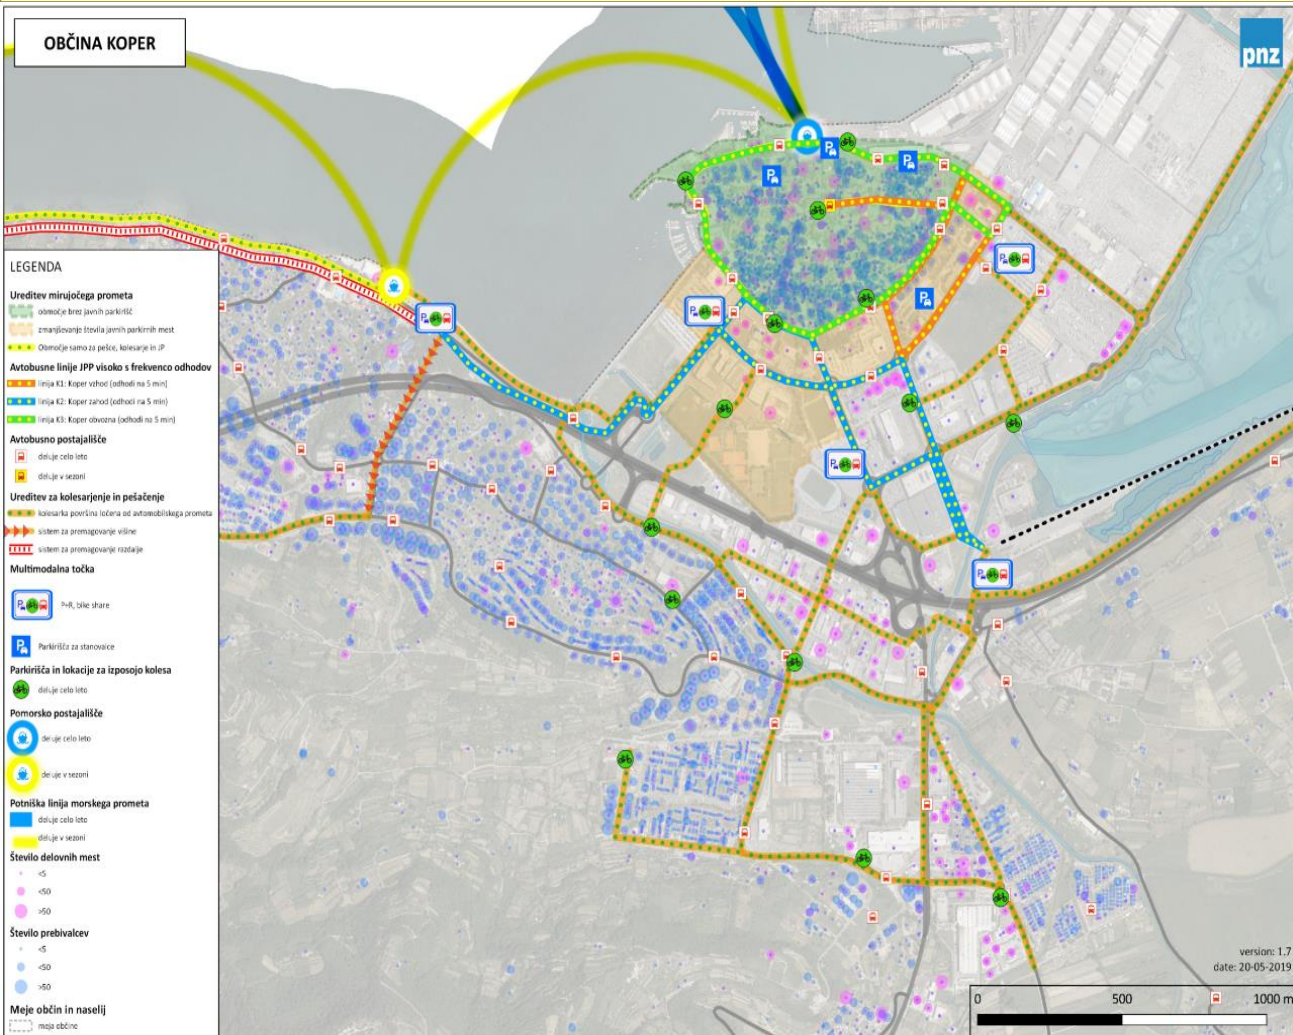 OBČINA KOPER
pnz
LEGENDA
Ureditev mirujočega prometa
območje brez javnih parkirišč
zmanjševanje števila javnih parkirnih mest
Območje samo za pešce, kolesarje in JP
Avtobusne linije JPP visoko s frekvenco odhodov
linija K1: Koper vzhod (odhodi na 5 min)
linija K2: Koper zahod (odhodi na 5 min)
linija K3: Koper obvozna (odhodi na 5 min)
Avtobusno postajališče
deluje celo leto
deluje v sezoni
Ureditev za kolesarjenje in pešačenje
kolesarka površina ločena od avtomobilskega prometa
sistem za premagovanje višine
sistem za premagovanje razdalje
Multimodalna točka
P+R, bike share
Parkirišča za stanovalce
Parkirišča in lokacije za izposojo kolesa
deluje celo leto
Pomorsko postajališče
deluje celo leto
deluje v sezoni
Potniška linija morskega prometa
deluje celo leto
deluje v sezoni
Število delovnih mest
<5
<50
>50
Število prebivalcev
<5
<50
>50
Meje občin in naselij
meja občine
version: 1.7
date: 20-05-2019
0 500 1000 m